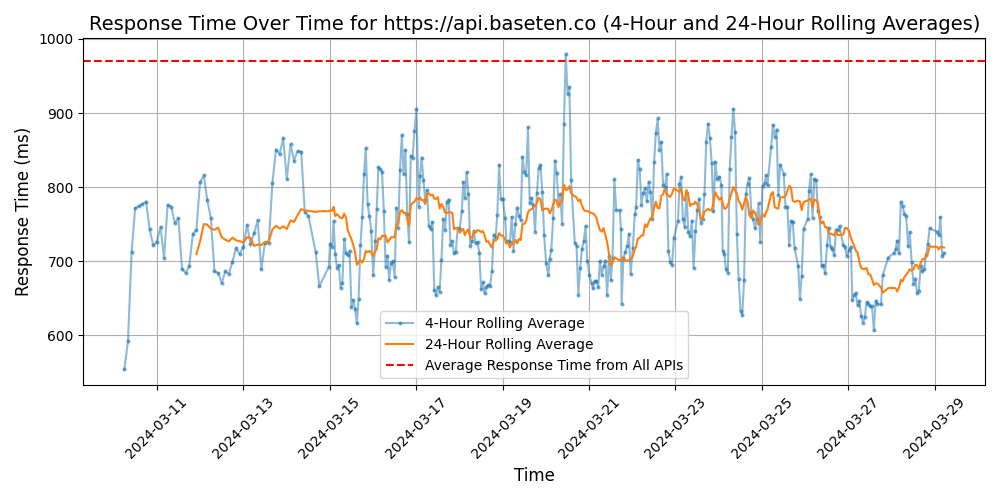 Response Time Over Time for https://api.baseten.co (4-Hour and 24-Hour Rolling Averages)
Response Time (ms)
1000
900
800
700
600
4-Hour Rolling Average
24-Hour Rolling Average
Average Response Time from All APIs
2024-03-11
2024-03-13
2024-03-15
2024-03-17
2024-03-19
2024-03-21
2024-03-23
2024-03-25
2024-03-27
2024-03-29
Time